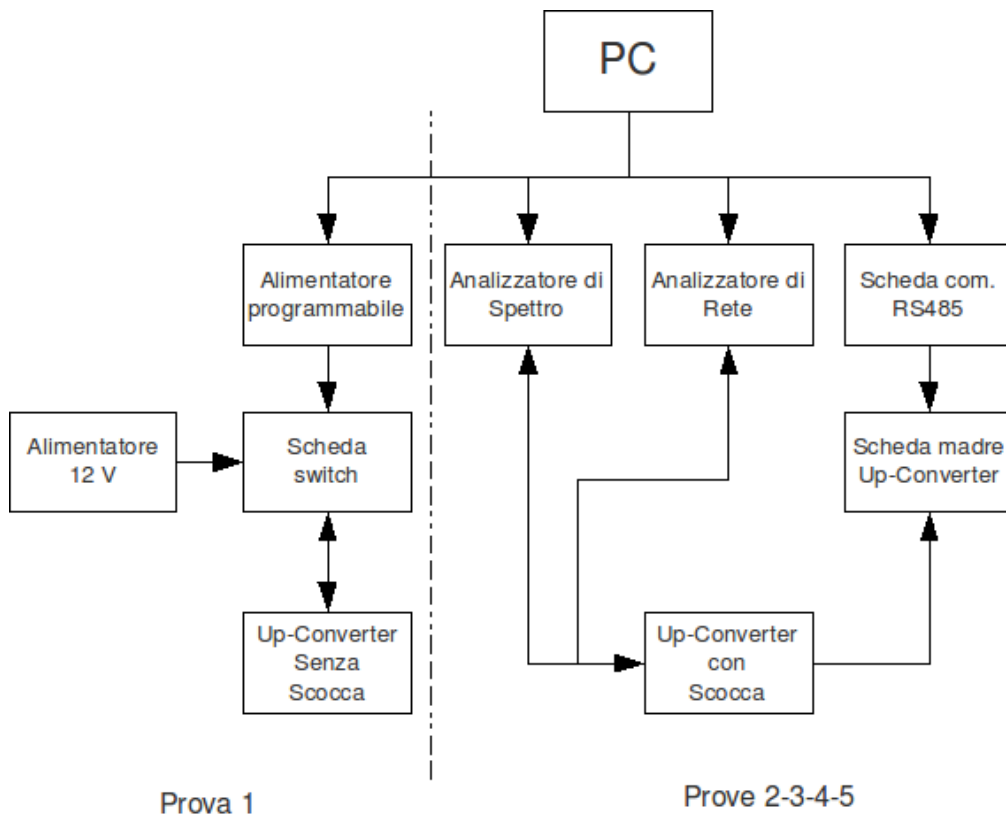 PC
Alimentatore
programmabile
Analizzatore di
Spettro
Analizzatore di
Rete
Scheda com.
RS485
Alimentatore
12 V
Scheda
switch
Scheda madre
Up-Converter
Up-Converter
Senza
Scocca
Up-Converter
con
Scocca
Prova 1
Prove 2-3-4-5